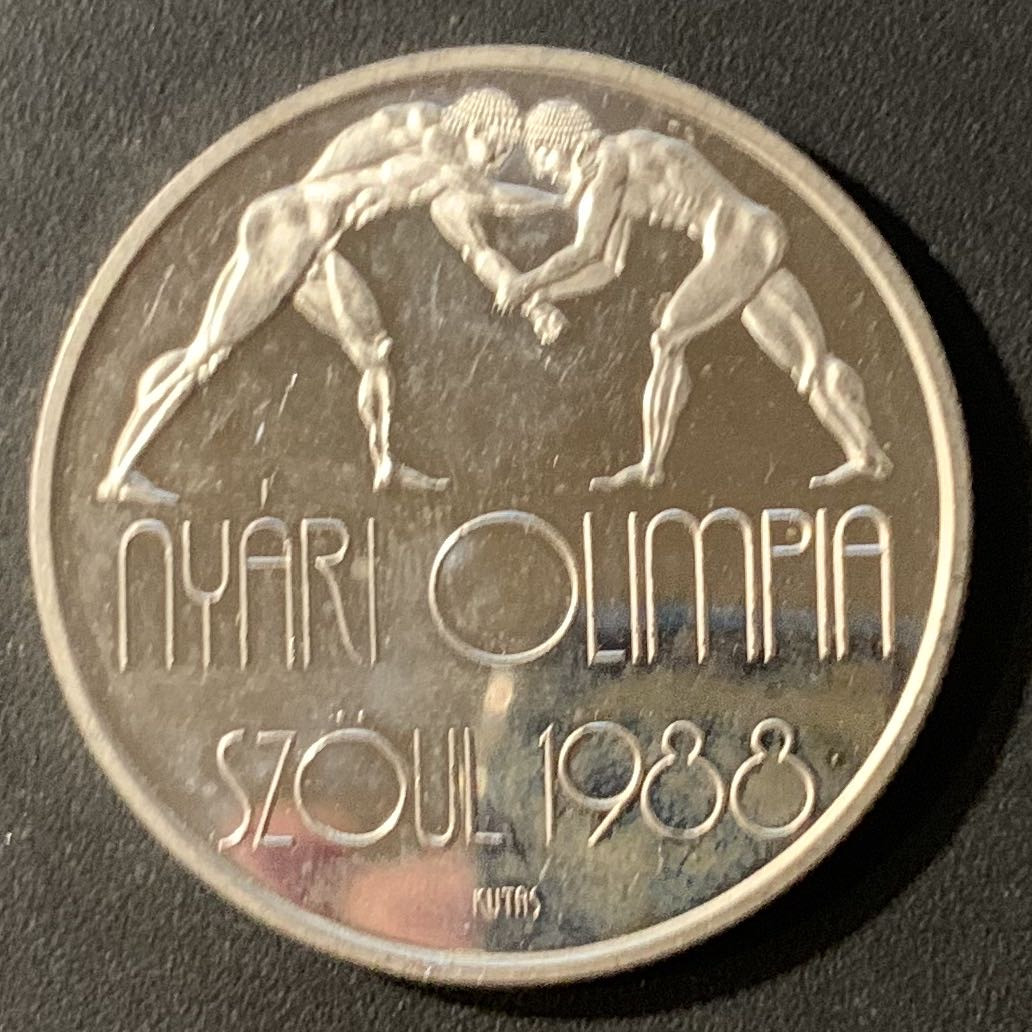 NYÁRI OLIMPIA
SZÖUL 1988
KUTAS